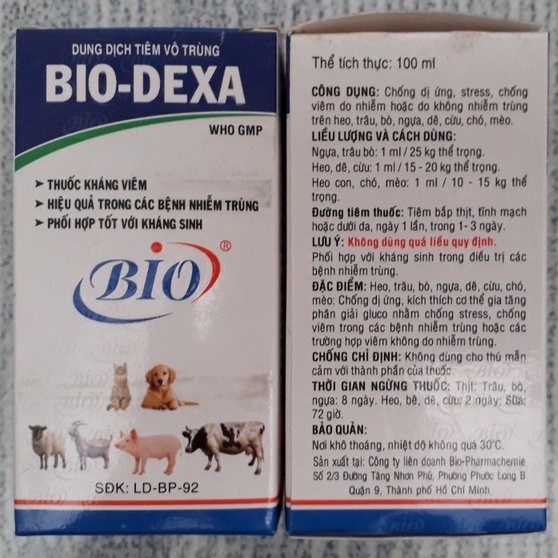 DUNG DỊCH TIÊM VÔ TRÙNG
BIO-DEXA
WHO GMP
➤ THUỐC KHÁNG VIÊM
➤ HIỆU QUẢ TRONG CÁC BỆNH NHIỄM TRÙNG
➤ PHỐI HỢP TỐT VỚI KHÁNG SINH
BIO®
SĐK: LD-BP-92
Thể tích thực: 100 ml
CÔNG DỤNG: Chống dị ứng, stress, chống
viêm do nhiễm hoặc do không nhiễm trùng
trên heo, trâu, bò, ngựa, dê, cừu, chó, mèo.
LIỀU LƯỢNG VÀ CÁCH DÙNG:
Ngựa, trâu bò: 1 ml / 25 kg thể trọng.
Heo, dê, cừu: 1 ml / 15 - 20 kg thể trọng.
Heo con, chó, mèo: 1 ml / 10 - 15 kg thể
trọng.
Đường tiêm thuốc: Tiêm bắp thịt, tĩnh mạch
hoặc dưới da, ngày 1 lần, trong 1- 3 ngày.
LƯU Ý: Không dùng quá liều quy định.
Phối hợp với kháng sinh trong điều trị các
bệnh nhiễm trùng.
ĐẶC ĐIỂM: Heo, trâu, bò, ngựa, dê, cừu, chó,
mèo: Chống dị ứng, kích thích cơ thể gia tăng
phân giải gluco nhằm chống stress, chống
viêm trong các bệnh nhiễm trùng hoặc các
trường hợp viêm không do nhiễm trùng.
CHỐNG CHỈ ĐỊNH: Không dùng cho thú mẫn
cảm với thành phần của thuốc
THỜI GIAN NGỪNG THUỐC: Thịt: Trâu, bò,
ngựa: 8 ngày. Heo, bê, dê, cừu: 2 ngày; Sữa:
72 giờ.
BẢO QUẢN:
Nơi khô thoáng, nhiệt độ không quá 30°C.
Sản xuất tại: Công ty liên doanh Bio-Pharmachemie
Số 2/3 Đường Tăng Nhơn Phú, Phường Phước Long B
Quận 9, Thành phố Hồ Chí Minh